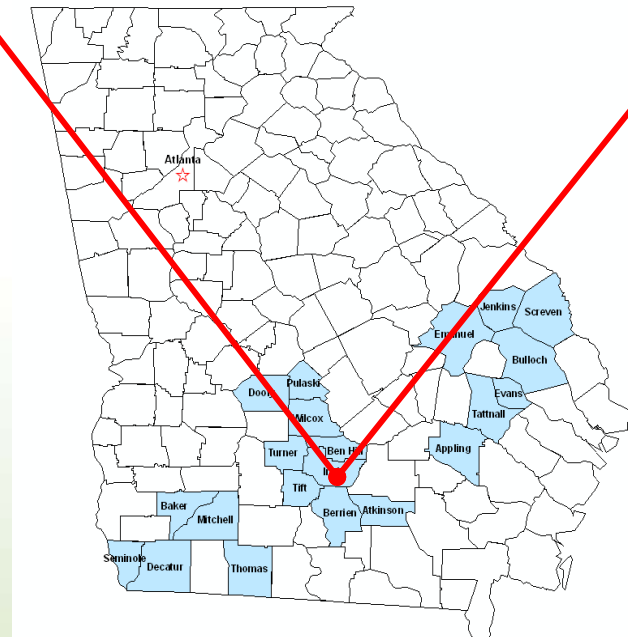 Atlanta
Jenkins
Screven
Emanuel
Bulloch
Pulaski
Dooly
Evans
Wilcox
Tattnall
Appling
Turner
Ben Hill
Tift
Baker
Mitchell
Berrien
Atkinson
Seminole
Decatur
Thomas